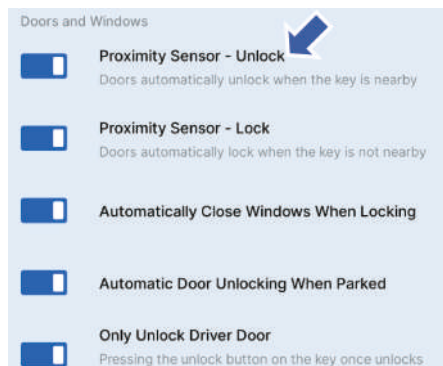 Doors and Windows
Proximity Sensor - Unlock
Doors automatically unlock when the key is nearby
Proximity Sensor - Lock
Doors automatically lock when the key is not nearby
Automatically Close Windows When Locking
Automatic Door Unlocking When Parked
Only Unlock Driver Door
Pressing the unlock button on the key once unlocks